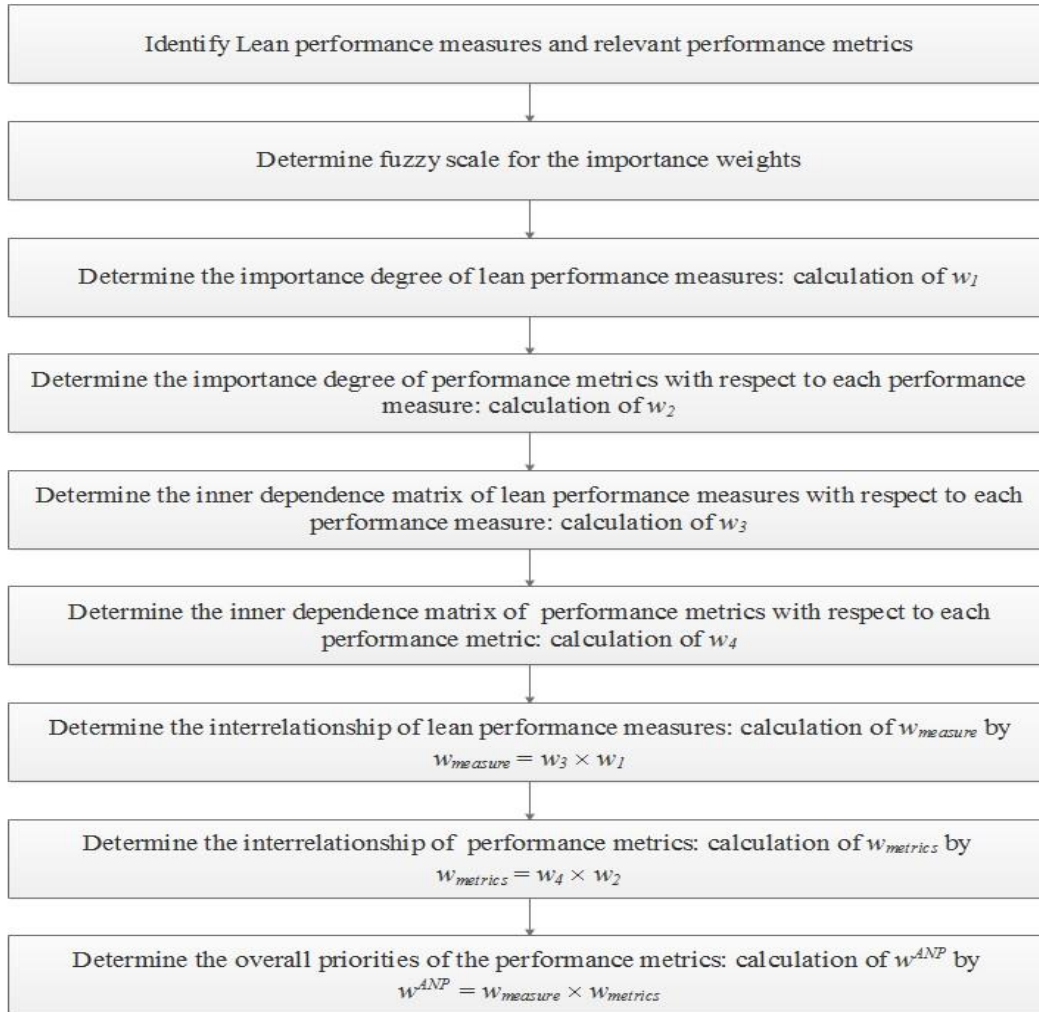 Identify Lean performance measures and relevant performance metrics
Determine fuzzy scale for the importance weights
Determine the importance degree of lean performance measures: calculation of w1
Determine the importance degree of performance metrics with respect to each performance
measure: calculation of w2
Determine the inner dependence matrix of lean performance measures with respect to each
performance measure: calculation of w3
Determine the inner dependence matrix of performance metrics with respect to each
performance metric: calculation of w4
Determine the interrelationship of lean performance measures: calculation of wmeasure by
wmeasure = w3 × w1
Determine the interrelationship of performance metrics: calculation of wmetrics by
wmetrics = w4 × w2
Determine the overall priorities of the performance metrics: calculation of wANP by
wANP = wmeasure × wmetrics